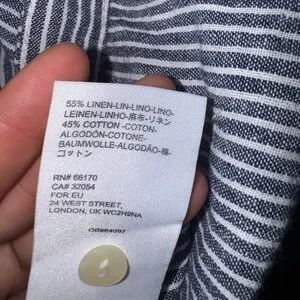 55% LINEN-LIN-LINO-LINO-
LEINEN-LINHO-麻布-リネン
45% COTTON -COTON-
ALGODÓN-COTONE-
BAUMWOLLE-ALGODÃO-棉-
コットン
RN# 66170
CA# 32054
FOR EU
24 WEST STREET,
LONDON, UK WC2H9NA